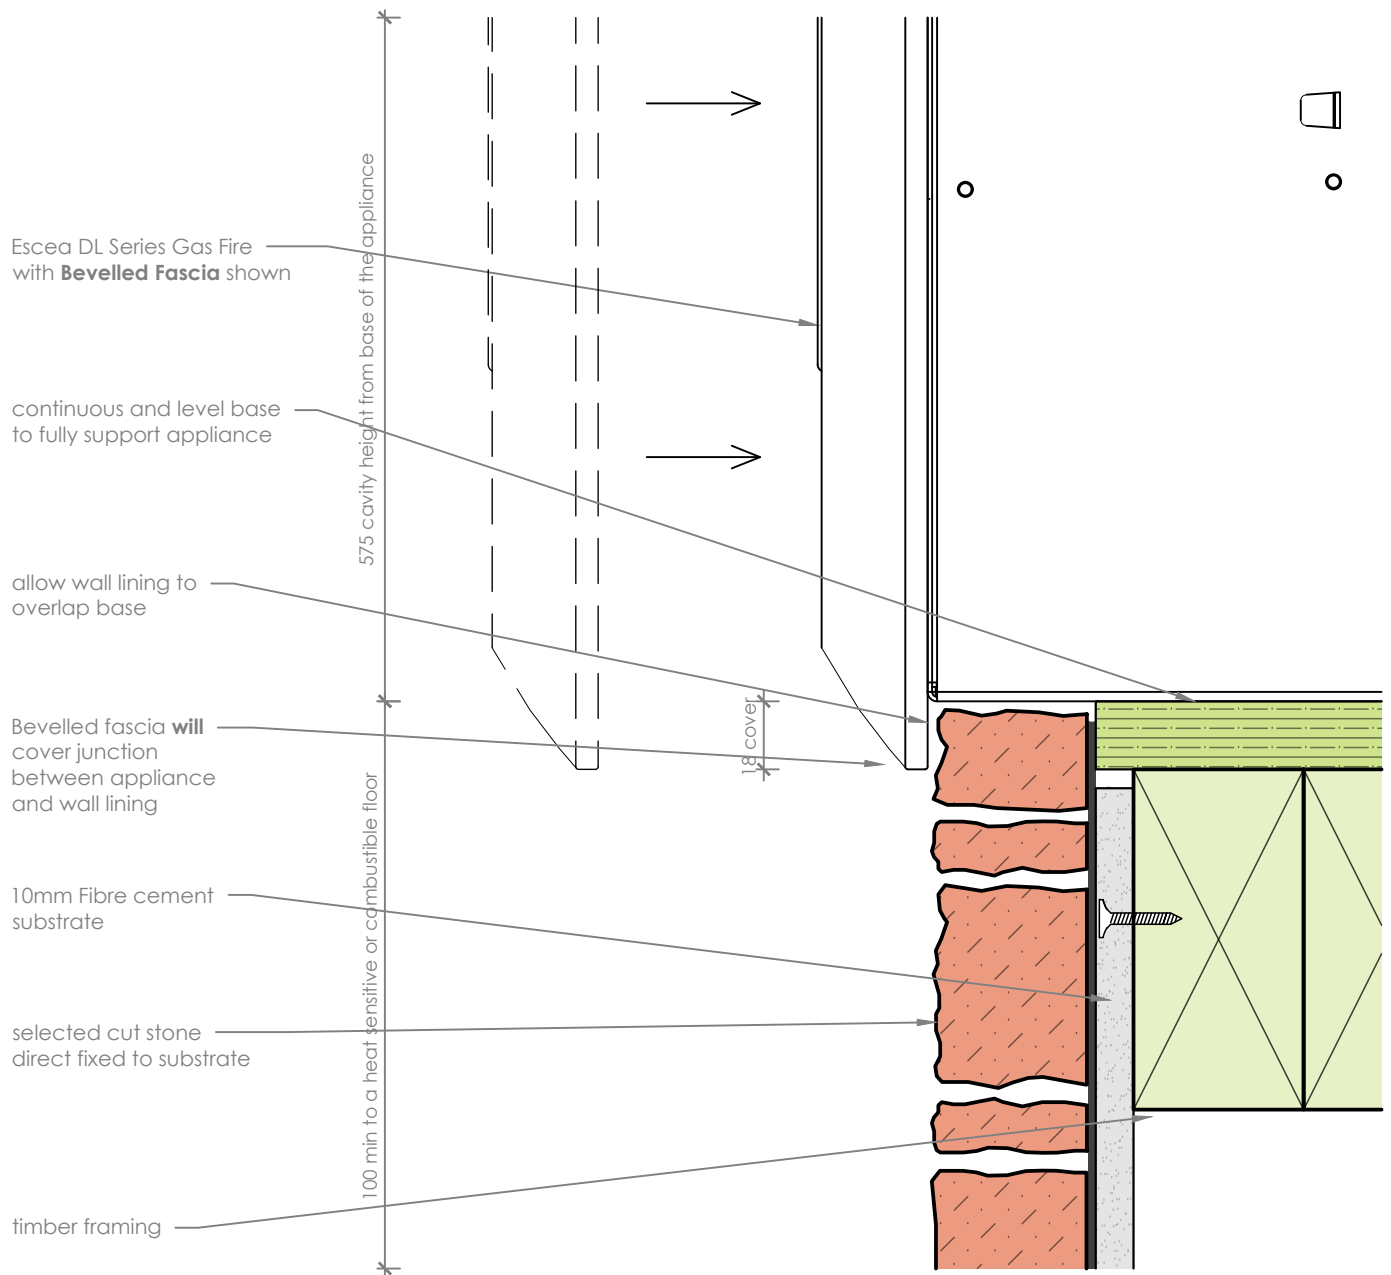 Escea DL Series Gas Fire
with Bevelled Fascia shown
continuous and level base
to fully support appliance
allow wall lining to
overlap base
Bevelled fascia will
cover junction
between appliance
and wall lining
10mm Fibre cement
substrate
selected cut stone
direct fixed to substrate
timber framing
575 cavity height from base of the appliance
100 min to a heat sensitive or combustible floor
18 cover